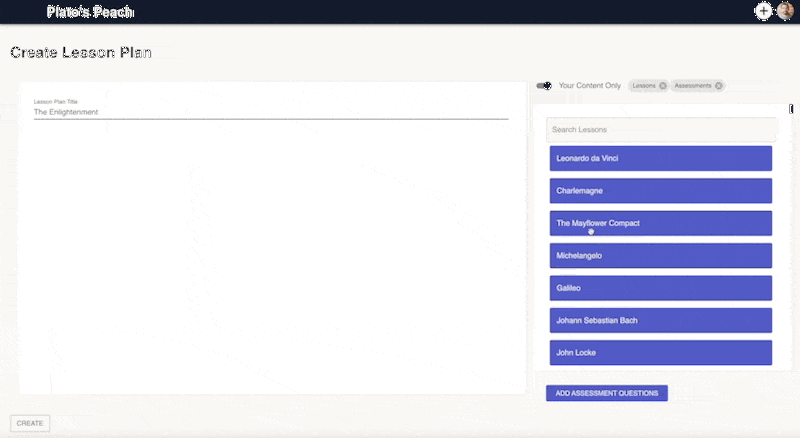 Plato's Peach
Create Lesson Plan
Lesson Plan Title
The Enlightenment
Your Content Only
Lessons
Assessments
Search Lessons
Leonardo da Vinci
Charlemagne
The Mayflower Compact
Michelangelo
Galileo
Johann Sebastian Bach
John Locke
ADD ASSESSMENT QUESTIONS
CREATE